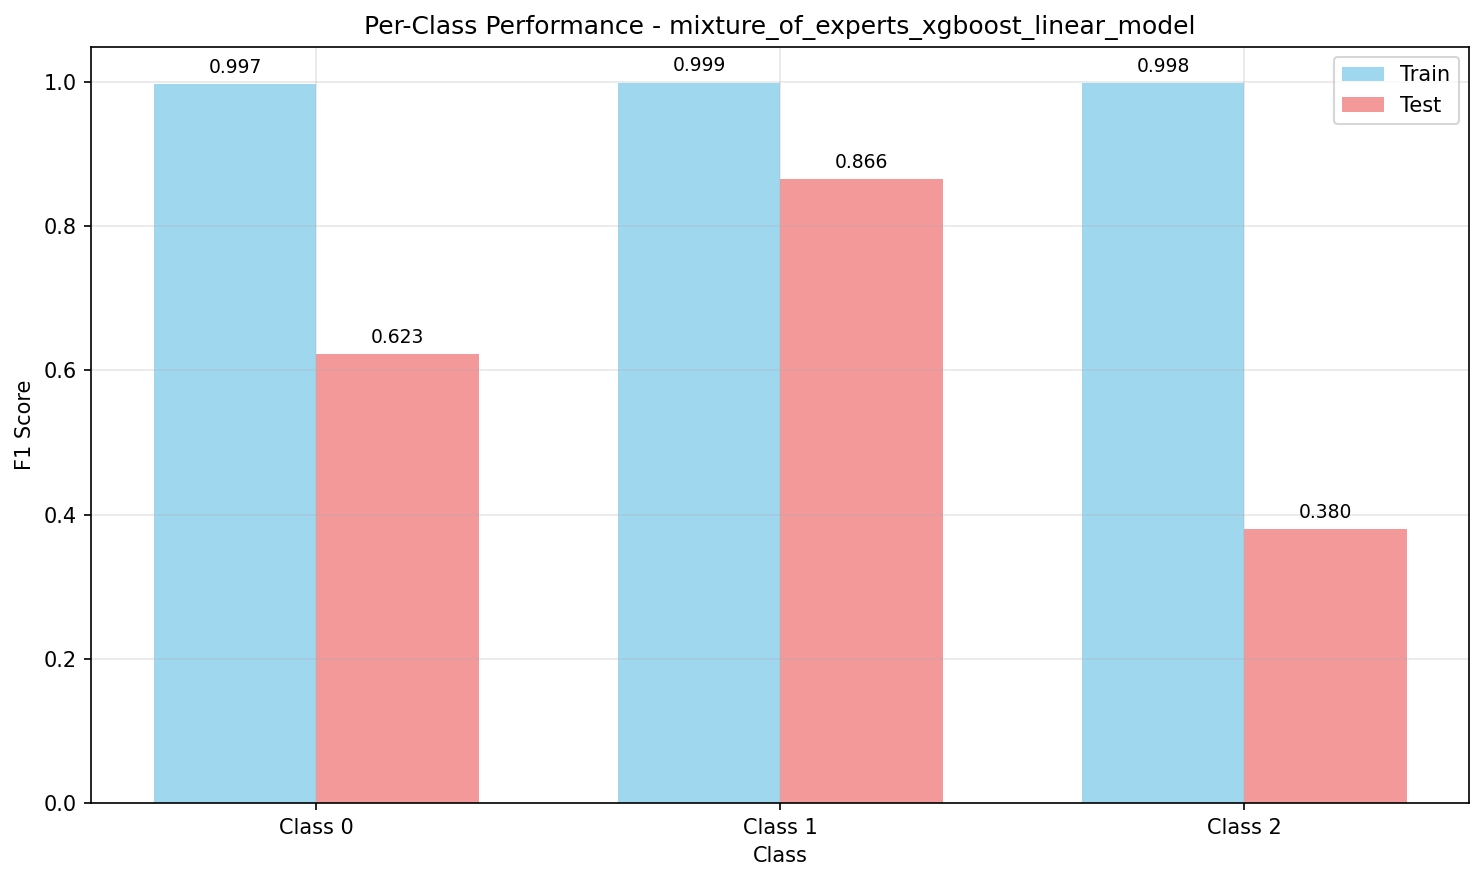 Per-Class Performance - mixture_of_experts_xgboost_linear_model
Train
Test
0.997
0.999
0.998
0.866
0.623
0.380
1.0
0.8
0.6
0.4
0.2
0.0
F1 Score
Class 0
Class 1
Class 2
Class